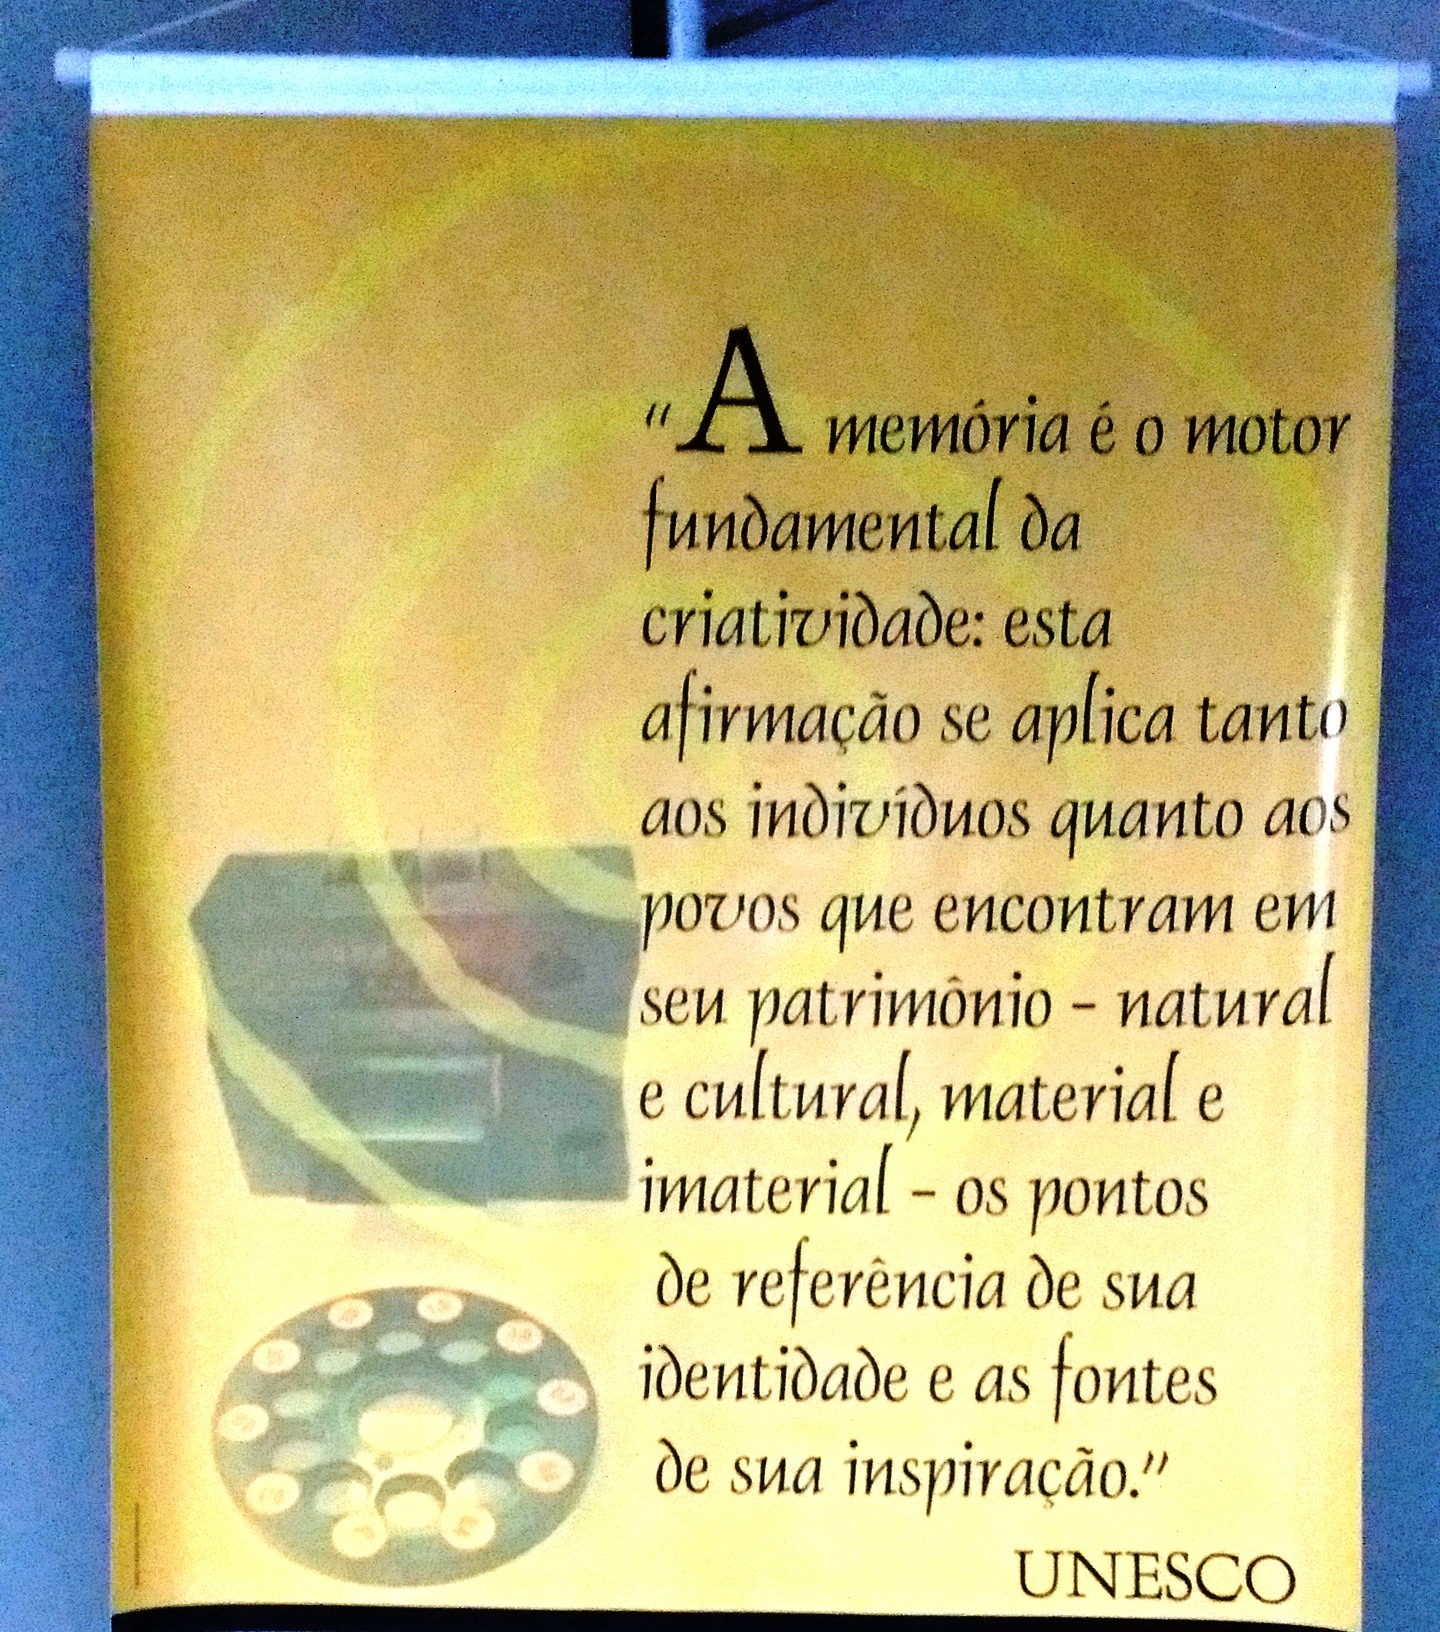 “A memória é o motor
fundamental da
criatividade: esta
afirmação se aplica tanto
aos indivíduos quanto aos
povos que encontram em
seu patrimônio - natural
e cultural, material e
imaterial - os pontos
de referência de sua
identidade e as fontes
de sua inspiração.”
UNESCO